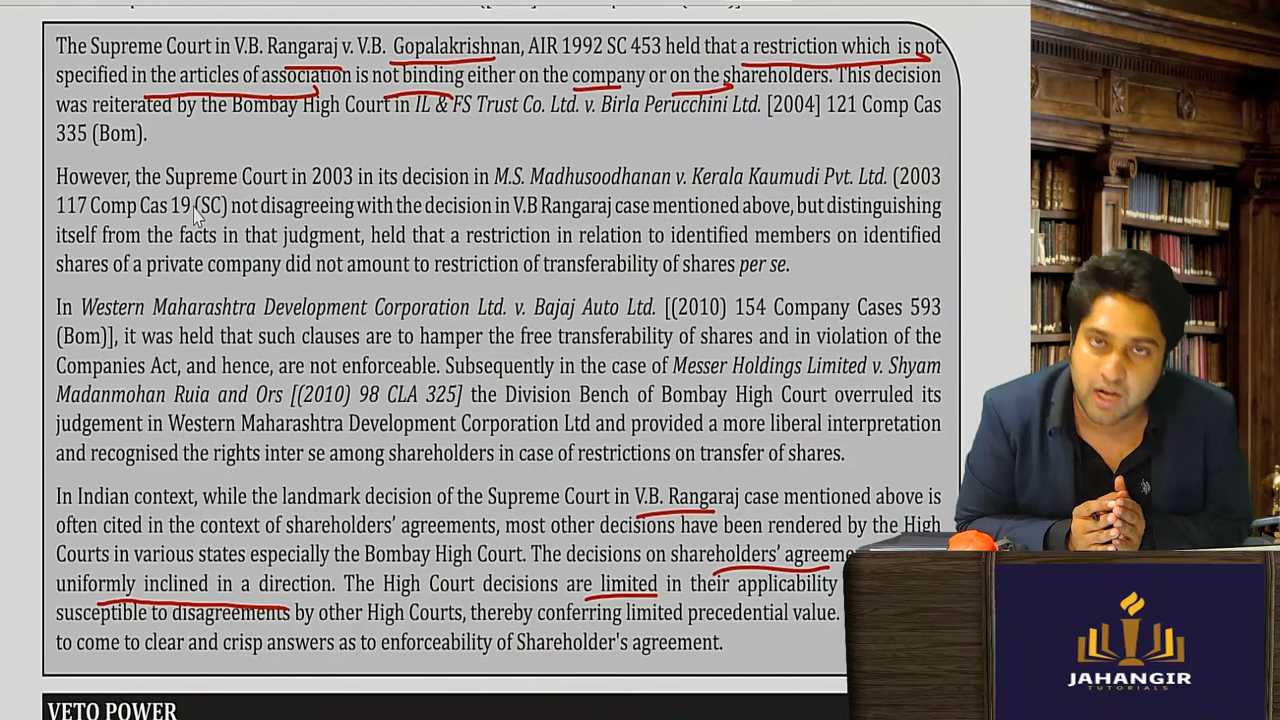 The Supreme Court in V.B. Rangaraj v. V.B. Gopalakrishnan, AIR 1992 SC 453 held that a restriction which is not
specified in the articles of association is not binding either on the company or on the shareholders. This decision
was reiterated by the Bombay High Court in IL & FS Trust Co. Ltd. v. Birla Perucchini Ltd. [2004] 121 Comp Cas
335 (Bom).
However, the Supreme Court in 2003 in its decision in M.S. Madhusoodhanan v. Kerala Kaumudi Pvt. Ltd. (2003
117 Comp Cas 19 (SC) not disagreeing with the decision in V.B Rangaraj case mentioned above, but distinguishing
itself from the facts in that judgment, held that a restriction in relation to identified members on identified
shares of a private company did not amount to restriction of transferability of shares per se.
In Western Maharashtra Development Corporation Ltd. v. Bajaj Auto Ltd. [(2010) 154 Company Cases 593
(Bom)], it was held that such clauses are to hamper the free transferability of shares and in violation of the
Companies Act, and hence, are not enforceable. Subsequently in the case of Messer Holdings Limited v. Shyam
Madanmohan Ruia and Ors [(2010) 98 CLA 325] the Division Bench of Bombay High Court overruled its
judgement in Western Maharashtra Development Corporation Ltd and provided a more liberal interpretation
and recognised the rights inter se among shareholders in case of restrictions on transfer of shares.
In Indian context, while the landmark decision of the Supreme Court in V.B. Rangaraj case mentioned above is
often cited in the context of shareholders' agreements, most other decisions have been rendered by the High
Courts in various states especially the Bombay High Court. The decisions on shareholders' agreeme
uniformly inclined in a direction. The High Court decisions are limited in their applicability
susceptible to disagreements by other High Courts, thereby conferring limited precedential value.
to come to clear and crisp answers as to enforceability of Shareholder's agreement.
VETO POWER
JAHANGIR
TUTORIALS